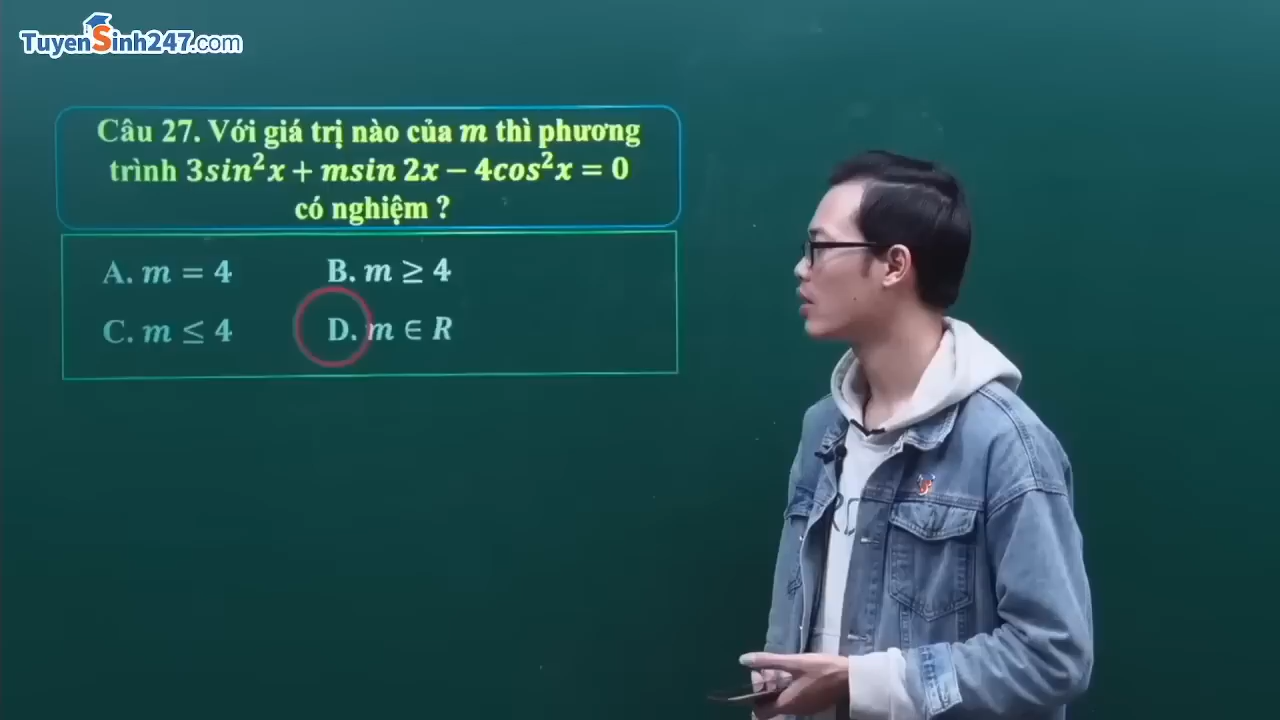 TuyenSinh247.com
Câu 27. Với giá trị nào của m thì phương
trình 3sin²x + msin 2x − 4cos²x = 0
có nghiệm ?
A. m = 4 B. m ≥ 4
C. m ≤ 4 D. m ∈ R